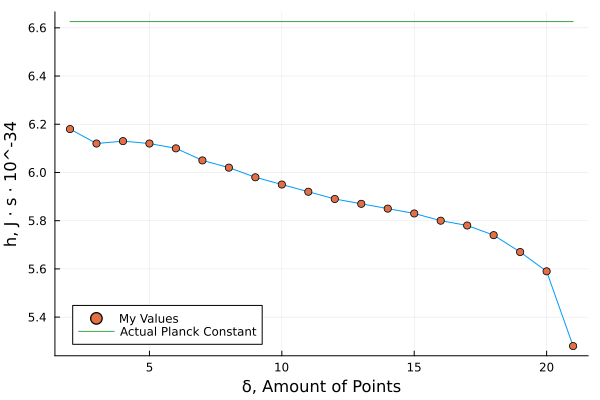 h, J · s · 10^-34
6.6
6.4
6.2
6.0
5.8
5.6
5.4
My Values
Actual Planck Constant
5
10
15
20
δ, Amount of Points